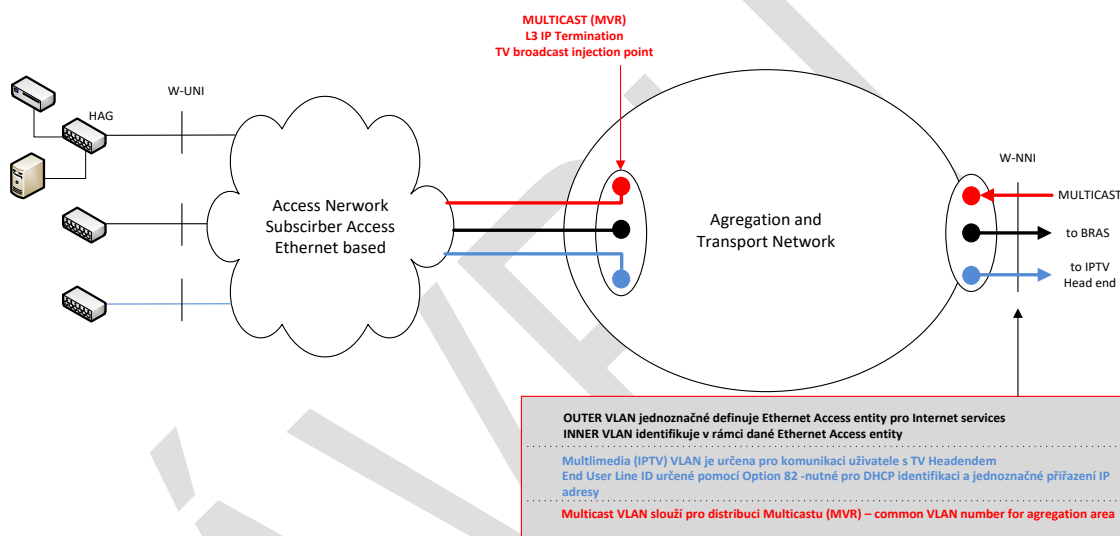 MULTICAST (MVR)
L3 IP Termination
TV broadcast injection point
W-UNI
HAG
W-NNI
Access Network
Subscirber Access
Ethernet based
Agregation and
Transport Network
MULTICAST
to BRAS
to IPTV
Head end
OUTER VLAN jednoznačné definuje Ethernet Access entity pro Internet services
INNER VLAN identifikuje v rámci dané Ethernet Access entity
Multlimedia (IPTV) VLAN je určena pro komunikaci uživatele s TV Headendem
End User Line ID určené pomocí Option 82 -nutné pro DHCP identifikaci a jednoznačné přiřazení IP
adresy
Multicast VLAN slouží pro distribuci Multicastu (MVR) – common VLAN number for agregation area